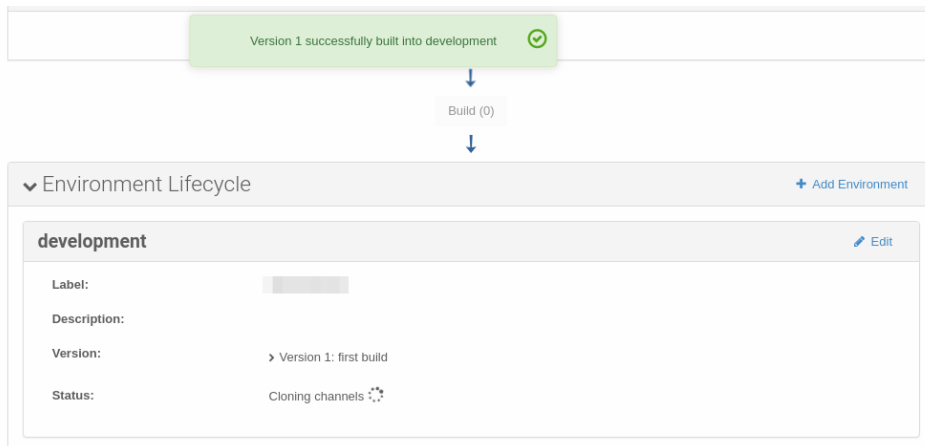 Version 1 successfully built into development
Build (0)
Environment Lifecycle
Add Environment
development
Edit
Label:
Description:
Version:
Version 1: first build
Status:
Cloning channels